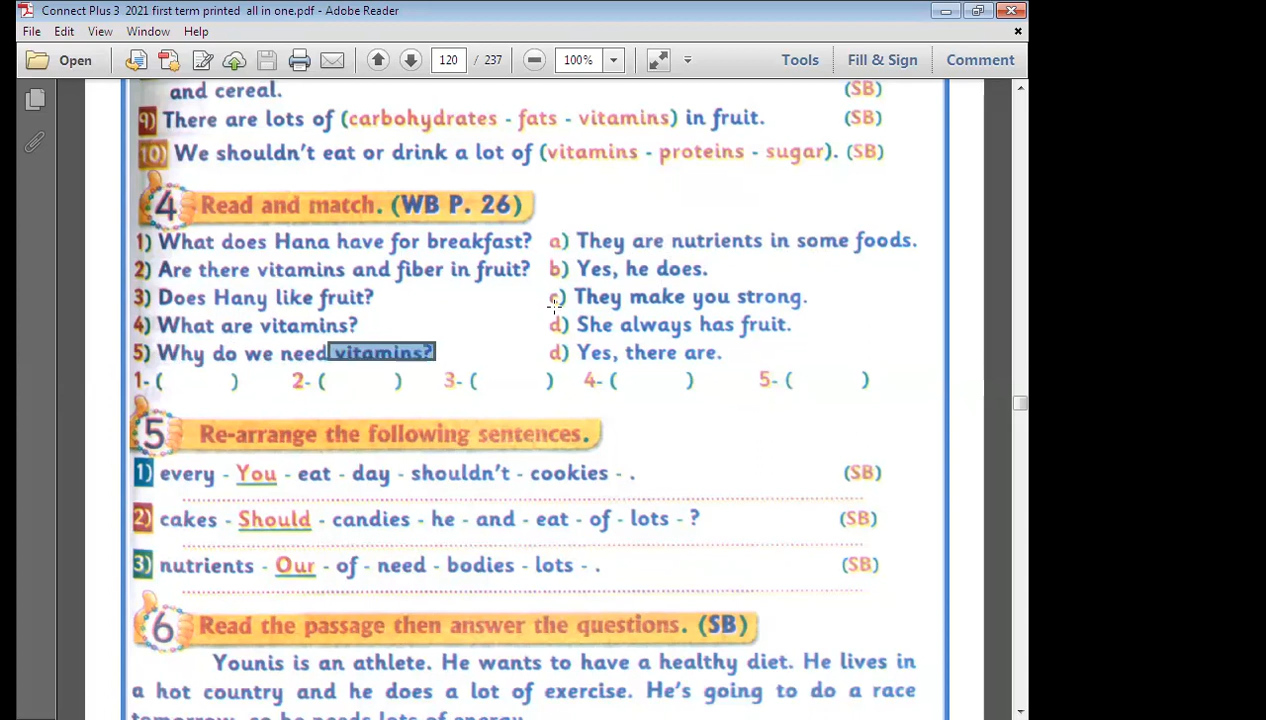 Connect Plus 3 2021 first term printed all in one.pdf - Adobe Reader
File Edit View Window Help
Open 120 / 237 100% Tools Fill & Sign Comment
and cereal. (SB)
9) There are lots of (carbohydrates - fats - vitamins) in fruit. (SB)
10) We shouldn't eat or drink a lot of (vitamins - proteins - sugar). (SB)
4 Read and match. (WB P. 26)
1) What does Hana have for breakfast? a) They are nutrients in some foods.
2) Are there vitamins and fiber in fruit? b) Yes, he does.
3) Does Hany like fruit? c) They make you strong.
4) What are vitamins? d) She always has fruit.
5) Why do we need vitamins? d) Yes, there are.
1- ( ) 2- ( ) 3- ( ) 4- ( ) 5- ( )
5 Re-arrange the following sentences.
1) every - You - eat - day - shouldn't - cookies - . (SB)
2) cakes - Should - candies - he - and - eat - of - lots - ? (SB)
3) nutrients - Our - of - need - bodies - lots - . (SB)
6 Read the passage then answer the questions. (SB)
Younis is an athlete. He wants to have a healthy diet. He lives in
a hot country and he does a lot of exercise. He's going to do a race
tomorrow, so he needs lots of energy.